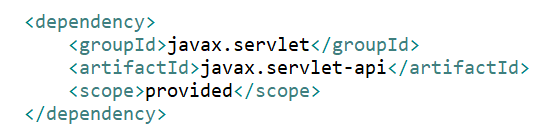 <dependency>
    <groupId>javax.servlet</groupId>
    <artifactId>javax.servlet-api</artifactId>
    <scope>provided</scope>
</dependency>